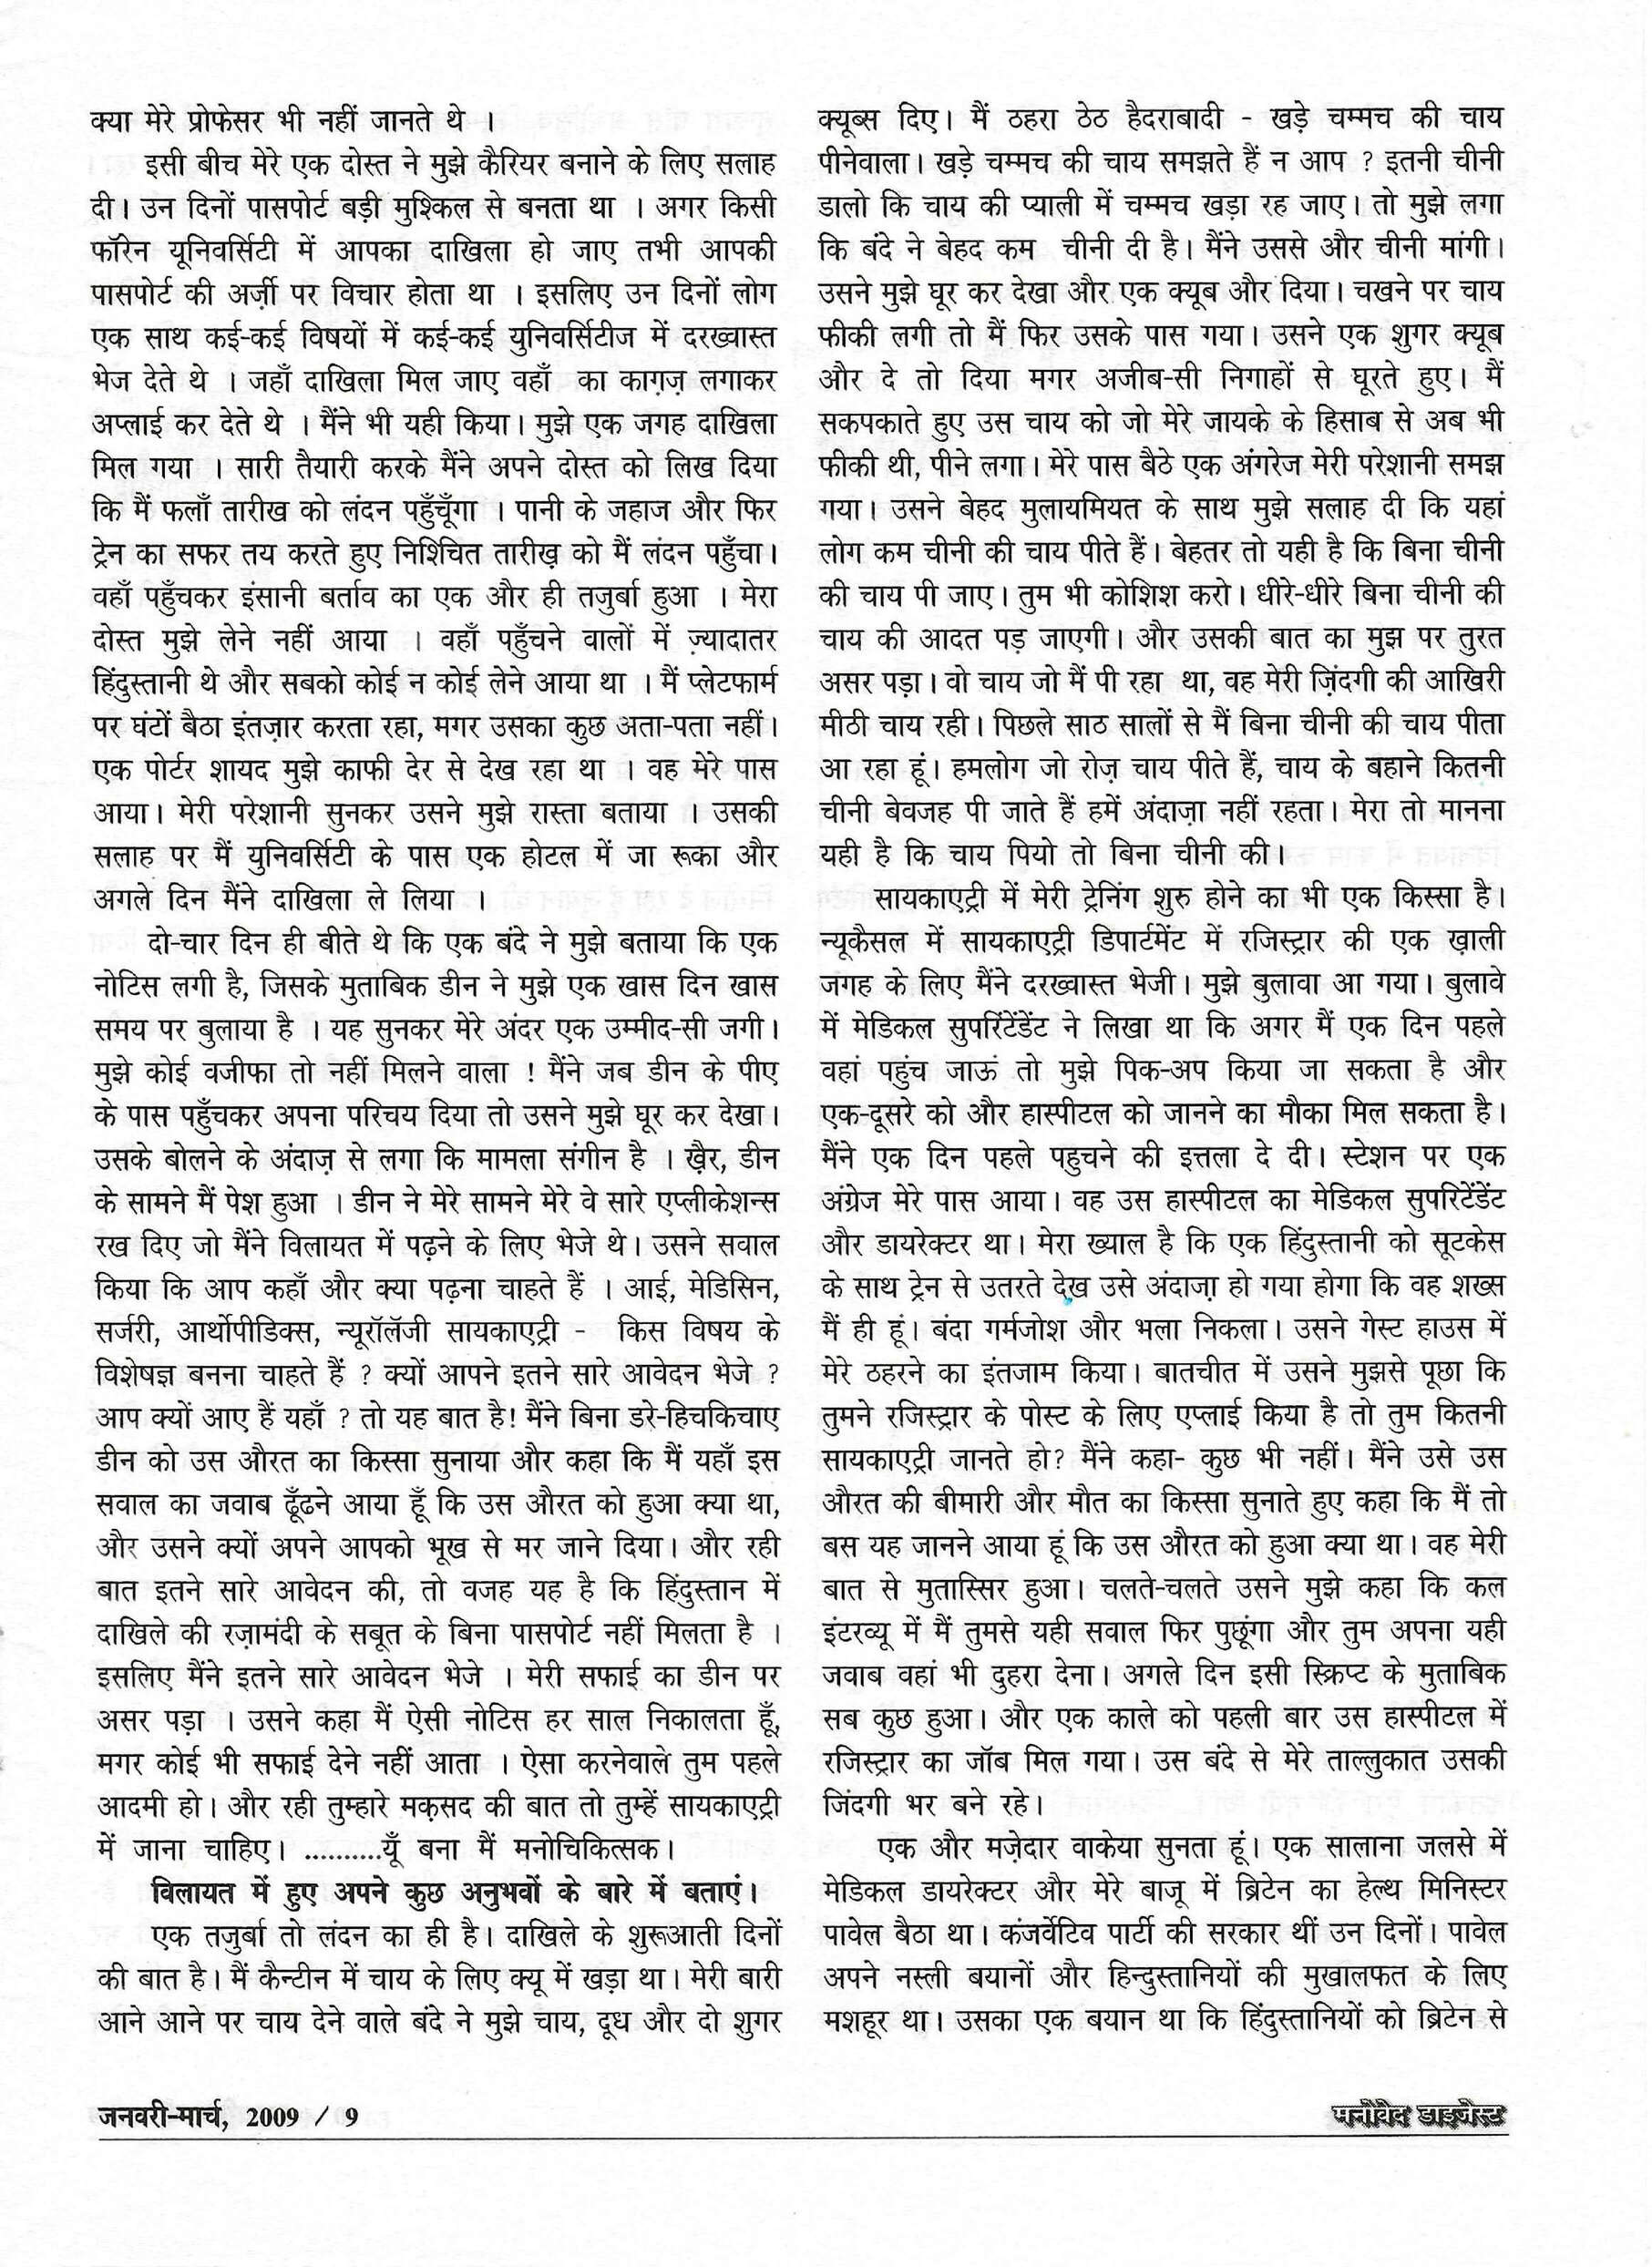 क्या मेरे प्रोफेसर भी नहीं जानते थे ।
इसी बीच मेरे एक दोस्त ने मुझे कैरियर बनाने के लिए सलाह
दी। उन दिनों पासपोर्ट बड़ी मुश्किल से बनता था । अगर किसी
फॉरेन यूनिवर्सिटी में आपका दाखिला हो जाए तभी आपकी
पासपोर्ट की अर्ज़ी पर विचार होता था । इसलिए उन दिनों लोग
एक साथ कई-कई विषयों में कई-कई युनिवर्सिटीज में दरख्वास्त
भेज देते थे । जहाँ दाखिला मिल जाए वहाँ का काग़ज़ लगाकर
अप्लाई कर देते थे । मैंने भी यही किया। मुझे एक जगह दाखिला
मिल गया । सारी तैयारी करके मैंने अपने दोस्त को लिख दिया
कि मैं फलाँ तारीख को लंदन पहुँचूँगा । पानी के जहाज और फिर
ट्रेन का सफर तय करते हुए निश्चित तारीख़ को मैं लंदन पहुँचा।
वहाँ पहुँचकर इंसानी बर्ताव का एक और ही तजुर्बा हुआ । मेरा
दोस्त मुझे लेने नहीं आया । वहाँ पहुँचने वालों में ज़्यादातर
हिंदुस्तानी थे और सबको कोई न कोई लेने आया था । मैं प्लेटफार्म
पर घंटों बैठा इंतज़ार करता रहा, मगर उसका कुछ अता-पता नहीं।
एक पोर्टर शायद मुझे काफी देर से देख रहा था । वह मेरे पास
आया। मेरी परेशानी सुनकर उसने मुझे रास्ता बताया । उसकी
सलाह पर मैं युनिवर्सिटी के पास एक होटल में जा रूका और
अगले दिन मैंने दाखिला ले लिया ।
दो-चार दिन ही बीते थे कि एक बंदे ने मुझे बताया कि एक
नोटिस लगी है, जिसके मुताबिक डीन ने मुझे एक खास दिन खास
समय पर बुलाया है । यह सुनकर मेरे अंदर एक उम्मीद-सी जगी।
मुझे कोई वजीफा तो नहीं मिलने वाला ! मैंने जब डीन के पीए
के पास पहुँचकर अपना परिचय दिया तो उसने मुझे घूर कर देखा।
उसके बोलने के अंदाज़ से लगा कि मामला संगीन है । ख़ैर, डीन
के सामने मैं पेश हुआ । डीन ने मेरे सामने मेरे वे सारे एप्लीकेशन्स
रख दिए जो मैंने विलायत में पढ़ने के लिए भेजे थे। उसने सवाल
किया कि आप कहाँ और क्या पढ़ना चाहते हैं । आई, मेडिसिन,
सर्जरी, आर्थोपीडिक्स, न्यूरॉलॅजी सायकाएट्री - किस विषय के
विशेषज्ञ बनना चाहते हैं ? क्यों आपने इतने सारे आवेदन भेजे ?
आप क्यों आए हैं यहाँ ? तो यह बात है! मैंने बिना डरे-हिचकिचाए
डीन को उस औरत का किस्सा सुनाया और कहा कि मैं यहाँ इस
सवाल का जवाब ढूँढने आया हूँ कि उस औरत को हुआ क्या था,
और उसने क्यों अपने आपको भूख से मर जाने दिया। और रही
बात इतने सारे आवेदन की, तो वजह यह है कि हिंदुस्तान में
दाखिले की रज़ामंदी के सबूत के बिना पासपोर्ट नहीं मिलता है ।
इसलिए मैंने इतने सारे आवेदन भेजे । मेरी सफाई का डीन पर
असर पड़ा । उसने कहा मैं ऐसी नोटिस हर साल निकालता हूँ,
मगर कोई भी सफाई देने नहीं आता । ऐसा करनेवाले तुम पहले
आदमी हो। और रही तुम्हारे मक़सद की बात तो तुम्हें सायकाएट्री
में जाना चाहिए। ..........यूँ बना मैं मनोचिकित्सक।
विलायत में हुए अपने कुछ अनुभवों के बारे में बताएं।
एक तजुर्बा तो लंदन का ही है। दाखिले के शुरूआती दिनों
की बात है। मैं कैन्टीन में चाय के लिए क्यू में खड़ा था। मेरी बारी
आने आने पर चाय देने वाले बंदे ने मुझे चाय, दूध और दो शुगर
क्यूब्स दिए। मैं ठहरा ठेठ हैदराबादी - खड़े चम्मच की चाय
पीनेवाला। खड़े चम्मच की चाय समझते हैं न आप ? इतनी चीनी
डालो कि चाय की प्याली में चम्मच खड़ा रह जाए। तो मुझे लगा
कि बंदे ने बेहद कम चीनी दी है। मैंने उससे और चीनी मांगी।
उसने मुझे घूर कर देखा और एक क्यूब और दिया। चखने पर चाय
फीकी लगी तो मैं फिर उसके पास गया। उसने एक शुगर क्यूब
और दे तो दिया मगर अजीब-सी निगाहों से घूरते हुए। मैं
सकपकाते हुए उस चाय को जो मेरे जायके के हिसाब से अब भी
फीकी थी, पीने लगा। मेरे पास बैठे एक अंगरेज मेरी परेशानी समझ
गया। उसने बेहद मुलायमियत के साथ मुझे सलाह दी कि यहां
लोग कम चीनी की चाय पीते हैं। बेहतर तो यही है कि बिना चीनी
की चाय पी जाए। तुम भी कोशिश करो। धीरे-धीरे बिना चीनी की
चाय की आदत पड़ जाएगी। और उसकी बात का मुझ पर तुरत
असर पड़ा। वो चाय जो मैं पी रहा था, वह मेरी ज़िंदगी की आखिरी
मीठी चाय रही। पिछले साठ सालों से मैं बिना चीनी की चाय पीता
आ रहा हूं। हमलोग जो रोज़ चाय पीते हैं, चाय के बहाने कितनी
चीनी बेवजह पी जाते हैं हमें अंदाज़ा नहीं रहता। मेरा तो मानना
यही है कि चाय पियो तो बिना चीनी की।
सायकाएट्री में मेरी ट्रेनिंग शुरु होने का भी एक किस्सा है।
न्यूकैसल में सायकाएट्री डिपार्टमेंट में रजिस्ट्रार की एक ख़ाली
जगह के लिए मैंने दरख्वास्त भेजी। मुझे बुलावा आ गया। बुलावे
में मेडिकल सुपरिंटेंडेंट ने लिखा था कि अगर मैं एक दिन पहले
वहां पहुंच जाऊं तो मुझे पिक-अप किया जा सकता है और
एक-दूसरे को और हास्पीटल को जानने का मौका मिल सकता है।
मैंने एक दिन पहले पहुचने की इत्तला दे दी। स्टेशन पर एक
अंग्रेज मेरे पास आया। वह उस हास्पीटल का मेडिकल सुपरिटेंडेंट
और डायरेक्टर था। मेरा ख्याल है कि एक हिंदुस्तानी को सूटकेस
के साथ ट्रेन से उतरते देख उसे अंदाजा़ हो गया होगा कि वह शख्स
मैं ही हूं। बंदा गर्मजोश और भला निकला। उसने गेस्ट हाउस में
मेरे ठहरने का इंतजाम किया। बातचीत में उसने मुझसे पूछा कि
तुमने रजिस्ट्रार के पोस्ट के लिए एप्लाई किया है तो तुम कितनी
सायकाएट्री जानते हो? मैंने कहा- कुछ भी नहीं। मैंने उसे उस
औरत की बीमारी और मौत का किस्सा सुनाते हुए कहा कि मैं तो
बस यह जानने आया हूं कि उस औरत को हुआ क्या था। वह मेरी
बात से मुतास्सिर हुआ। चलते-चलते उसने मुझे कहा कि कल
इंटरव्यू में मैं तुमसे यही सवाल फिर पुछूंगा और तुम अपना यही
जवाब वहां भी दुहरा देना। अगले दिन इसी स्क्रिप्ट के मुताबिक
सब कुछ हुआ। और एक काले को पहली बार उस हास्पीटल में
रजिस्ट्रार का जॉब मिल गया। उस बंदे से मेरे ताल्लुकात उसकी
जिंदगी भर बने रहे।
एक और मजे़दार वाकेया सुनता हूं। एक सालाना जलसे में
मेडिकल डायरेक्टर और मेरे बाजू में ब्रिटेन का हेल्थ मिनिस्टर
पावेल बैठा था। कंजर्वेटिव पार्टी की सरकार थीं उन दिनों। पावेल
अपने नस्ली बयानों और हिन्दुस्तानियों की मुखालफत के लिए
मशहूर था। उसका एक बयान था कि हिंदुस्तानियों को ब्रिटेन से
जनवरी-मार्च, 2009 / 9
मनोवेद डाइजेस्ट